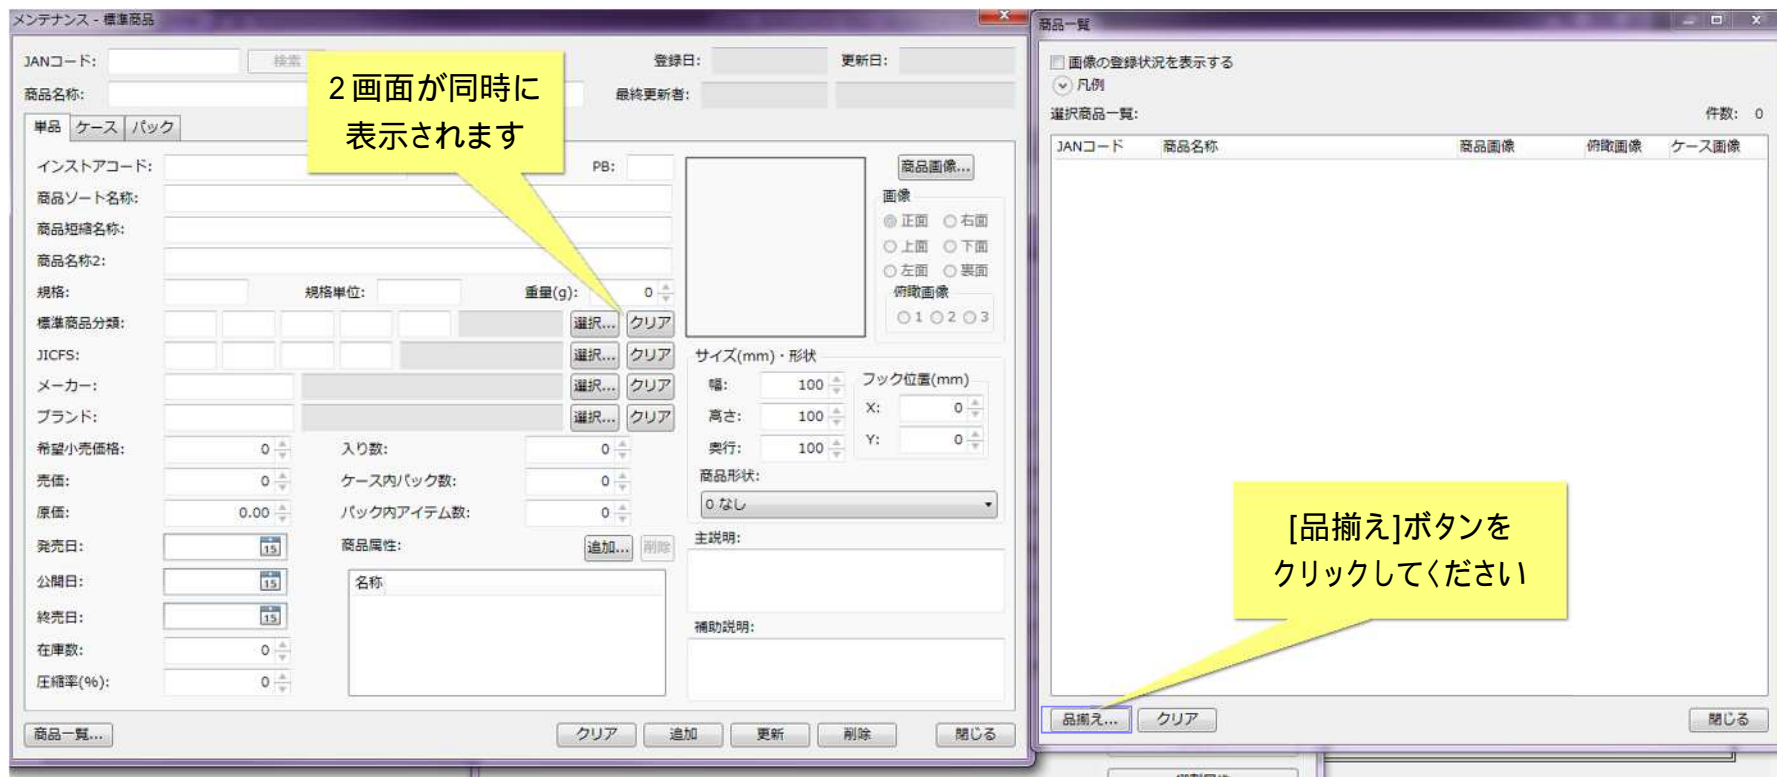 メンテナンス - 標準商品
JANコード: 検索 登録日: 更新日:
商品名称: 最終更新者:
2画面が同時に
表示されます
単品 ケース パック
インストアコード: PB:
商品ソート名称:
商品短縮名称:
商品名称2:
規格: 規格単位: 重量(g): 0
標準商品分類: 選択... クリア
JICFS: 選択... クリア
メーカー: 選択... クリア
ブランド: 選択... クリア
希望小売価格: 0 入り数: 0
売価: 0 ケース内パック数: 0
原価: 0.00 パック内アイテム数: 0
発売日: 15 商品属性: 追加... 削除
公開日: 15 名称
終売日: 15
在庫数: 0
圧縮率(%): 0
商品画像...
画像
正面 右面
上面 下面
左面 裏面
俯瞰画像
1 2 3
サイズ(mm)・形状
幅: 100 フック位置(mm)
高さ: 100 X: 0
奥行: 100 Y: 0
商品形状:
0 なし
主説明:
補助説明:
商品一覧... クリア 追加 更新 削除 閉じる
商品一覧
画像の登録状況を表示する
凡例
選択商品一覧: 件数: 0
JANコード 商品名称 商品画像 俯瞰画像 ケース画像
[品揃え]ボタンを
クリックしてください
品揃え... クリア 閉じる